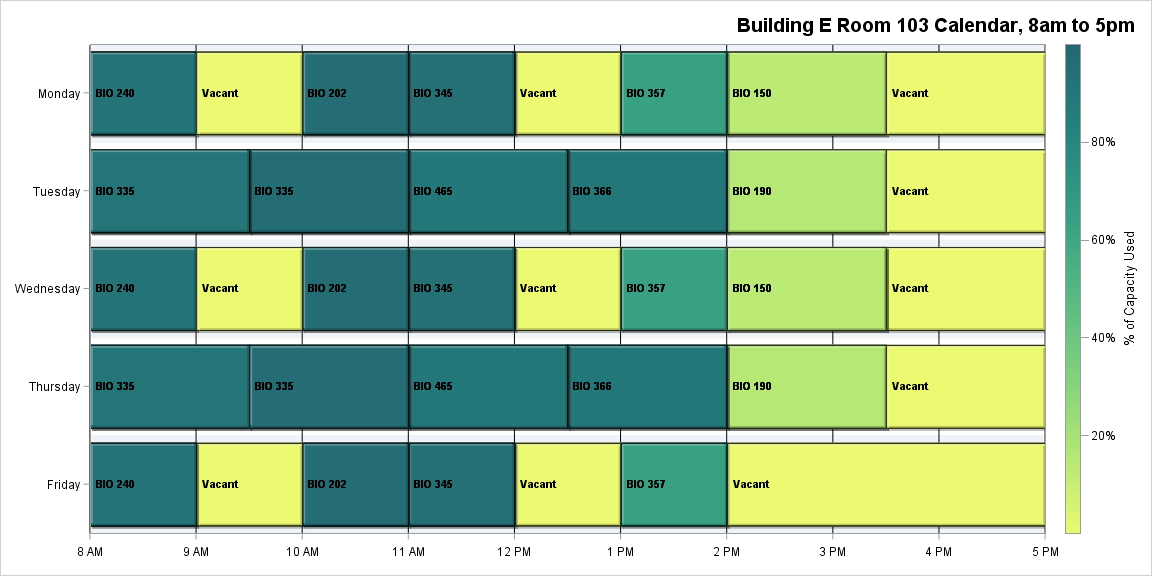 Building E Room 103 Calendar, 8am to 5pm
Monday BIO 240 Vacant BIO 202 BIO 345 Vacant BIO 357 BIO 150 Vacant
Tuesday BIO 335 BIO 335 BIO 465 BIO 366 BIO 190 Vacant
Wednesday BIO 240 Vacant BIO 202 BIO 345 Vacant BIO 357 BIO 150 Vacant
Thursday BIO 335 BIO 335 BIO 465 BIO 366 BIO 190 Vacant
Friday BIO 240 Vacant BIO 202 BIO 345 Vacant BIO 357 Vacant
8 AM 9 AM 10 AM 11 AM 12 PM 1 PM 2 PM 3 PM 4 PM 5 PM
80%
60%
40%
20%
% of Capacity Used